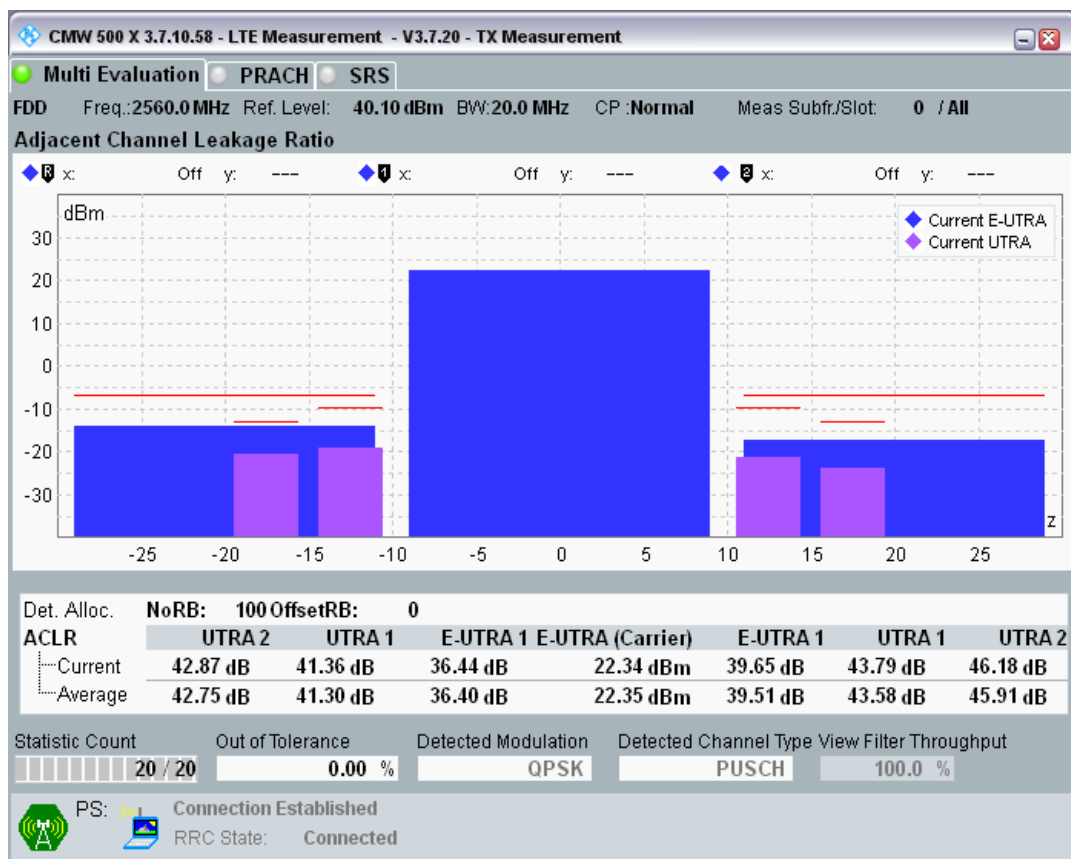 CMW 500 X 3.7.10.58 - LTE Measurement - V3.7.20 - TX Measurement
Multi Evaluation PRACH SRS
FDD Freq.:2560.0 MHz Ref. Level: 40.10 dBm BW:20.0 MHz CP :Normal Meas Subfr./Slot: 0 / All
Adjacent Channel Leakage Ratio
R x: Off y: --- 1 x: Off y: --- 2 x: Off y: ---
dBm
Current E-UTRA
Current UTRA
30
20
10
0
-10
-20
-30
z
-25 -20 -15 -10 -5 0 5 10 15 20 25
Det. Alloc. NoRB: 100 OffsetRB: 0
ACLR UTRA 2 UTRA 1 E-UTRA 1 E-UTRA (Carrier) E-UTRA 1 UTRA 1 UTRA 2
Current 42.87 dB 41.36 dB 36.44 dB 22.34 dBm 39.65 dB 43.79 dB 46.18 dB
Average 42.75 dB 41.30 dB 36.40 dB 22.35 dBm 39.51 dB 43.58 dB 45.91 dB
Statistic Count Out of Tolerance Detected Modulation Detected Channel Type View Filter Throughput
20 / 20 0.00 % QPSK PUSCH 100.0 %
PS: Connection Established
RRC State: Connected